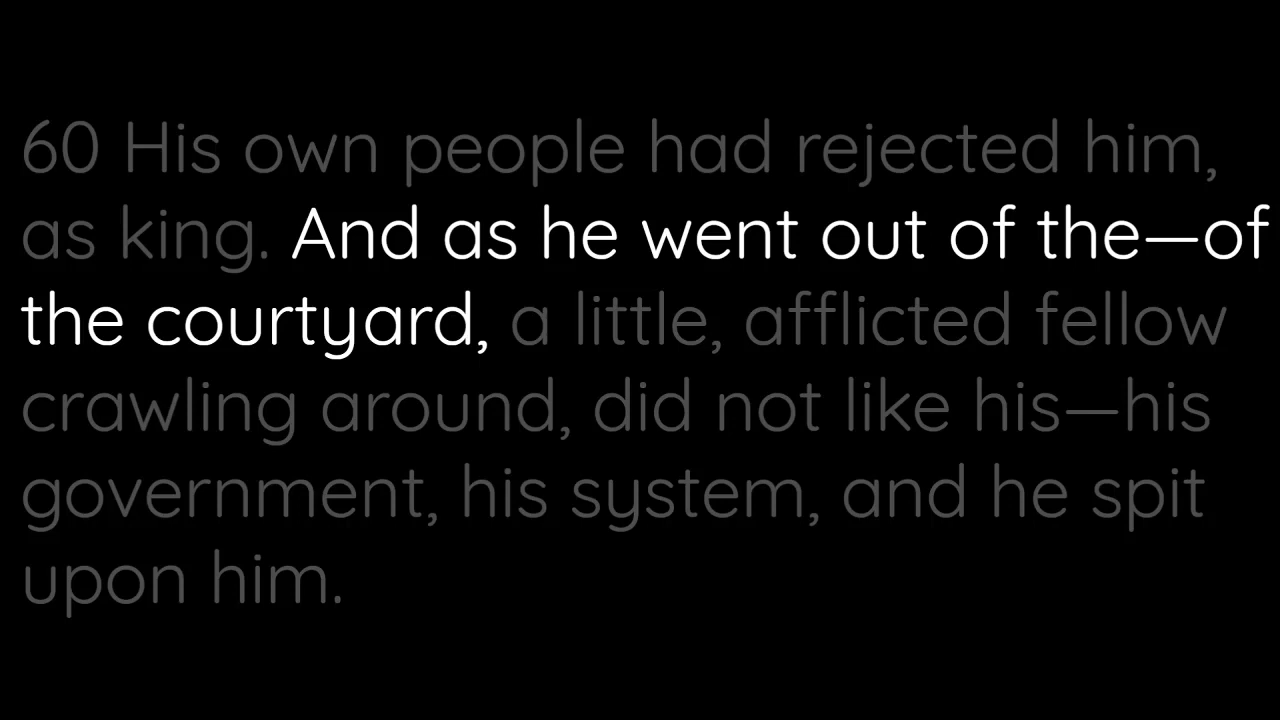 60 His own people had rejected him,
as king. And as he went out of the—of
the courtyard, a little, afflicted fellow
crawling around, did not like his—his
government, his system, and he spit
upon him.